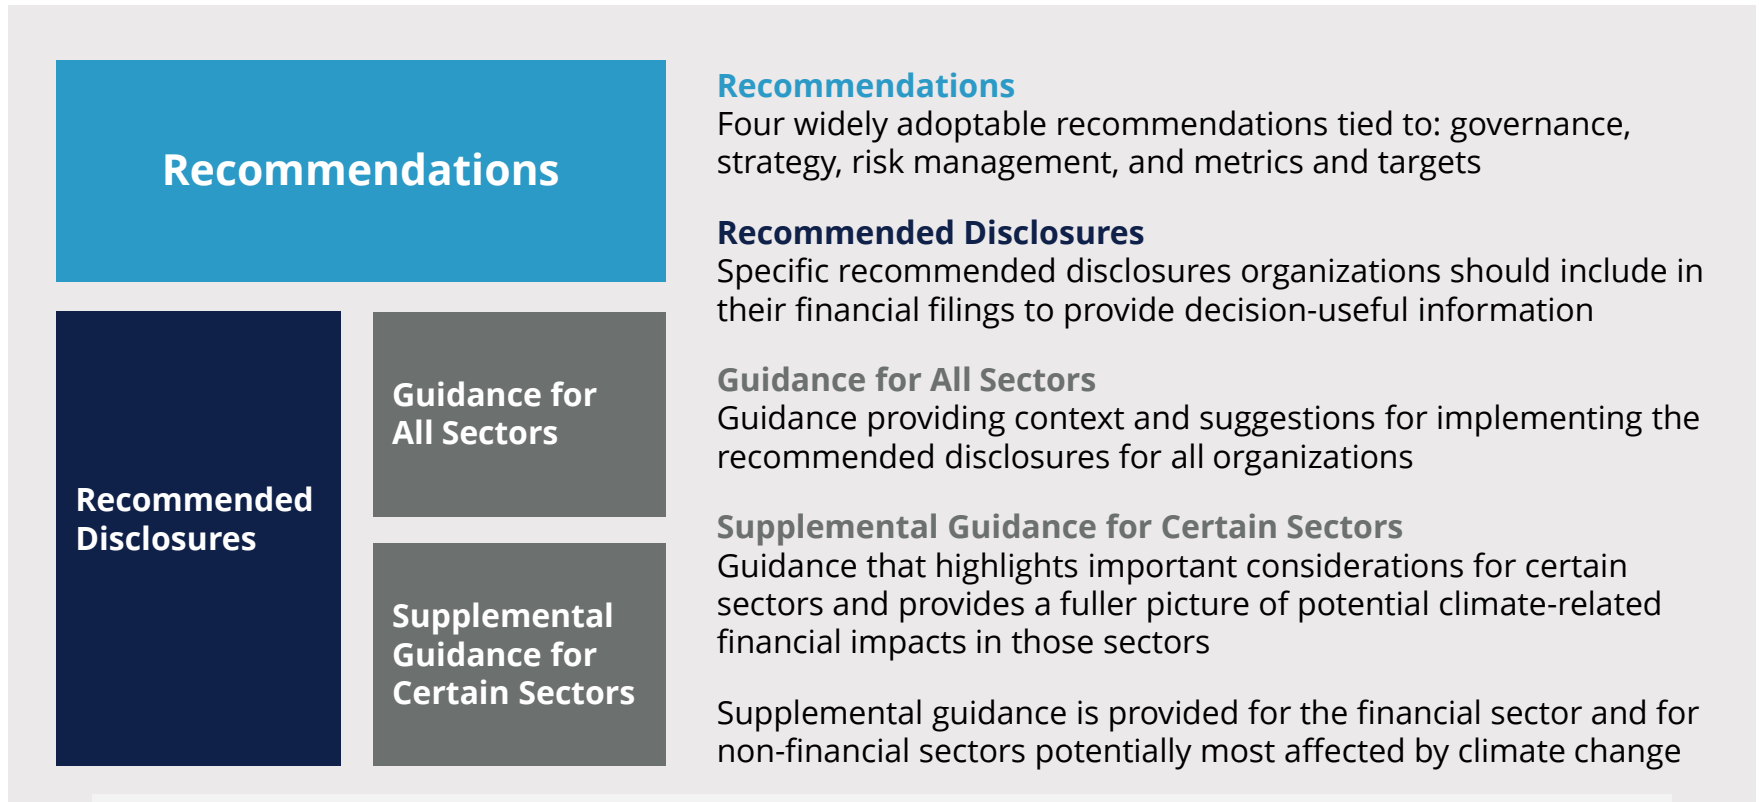 Recommendations
Recommended
Disclosures
Guidance for
All Sectors
Supplemental
Guidance for
Certain Sectors
Recommendations
Four widely adoptable recommendations tied to: governance,
strategy, risk management, and metrics and targets
Recommended Disclosures
Specific recommended disclosures organizations should include in
their financial filings to provide decision-useful information
Guidance for All Sectors
Guidance providing context and suggestions for implementing the
recommended disclosures for all organizations
Supplemental Guidance for Certain Sectors
Guidance that highlights important considerations for certain
sectors and provides a fuller picture of potential climate-related
financial impacts in those sectors
Supplemental guidance is provided for the financial sector and for
non-financial sectors potentially most affected by climate change